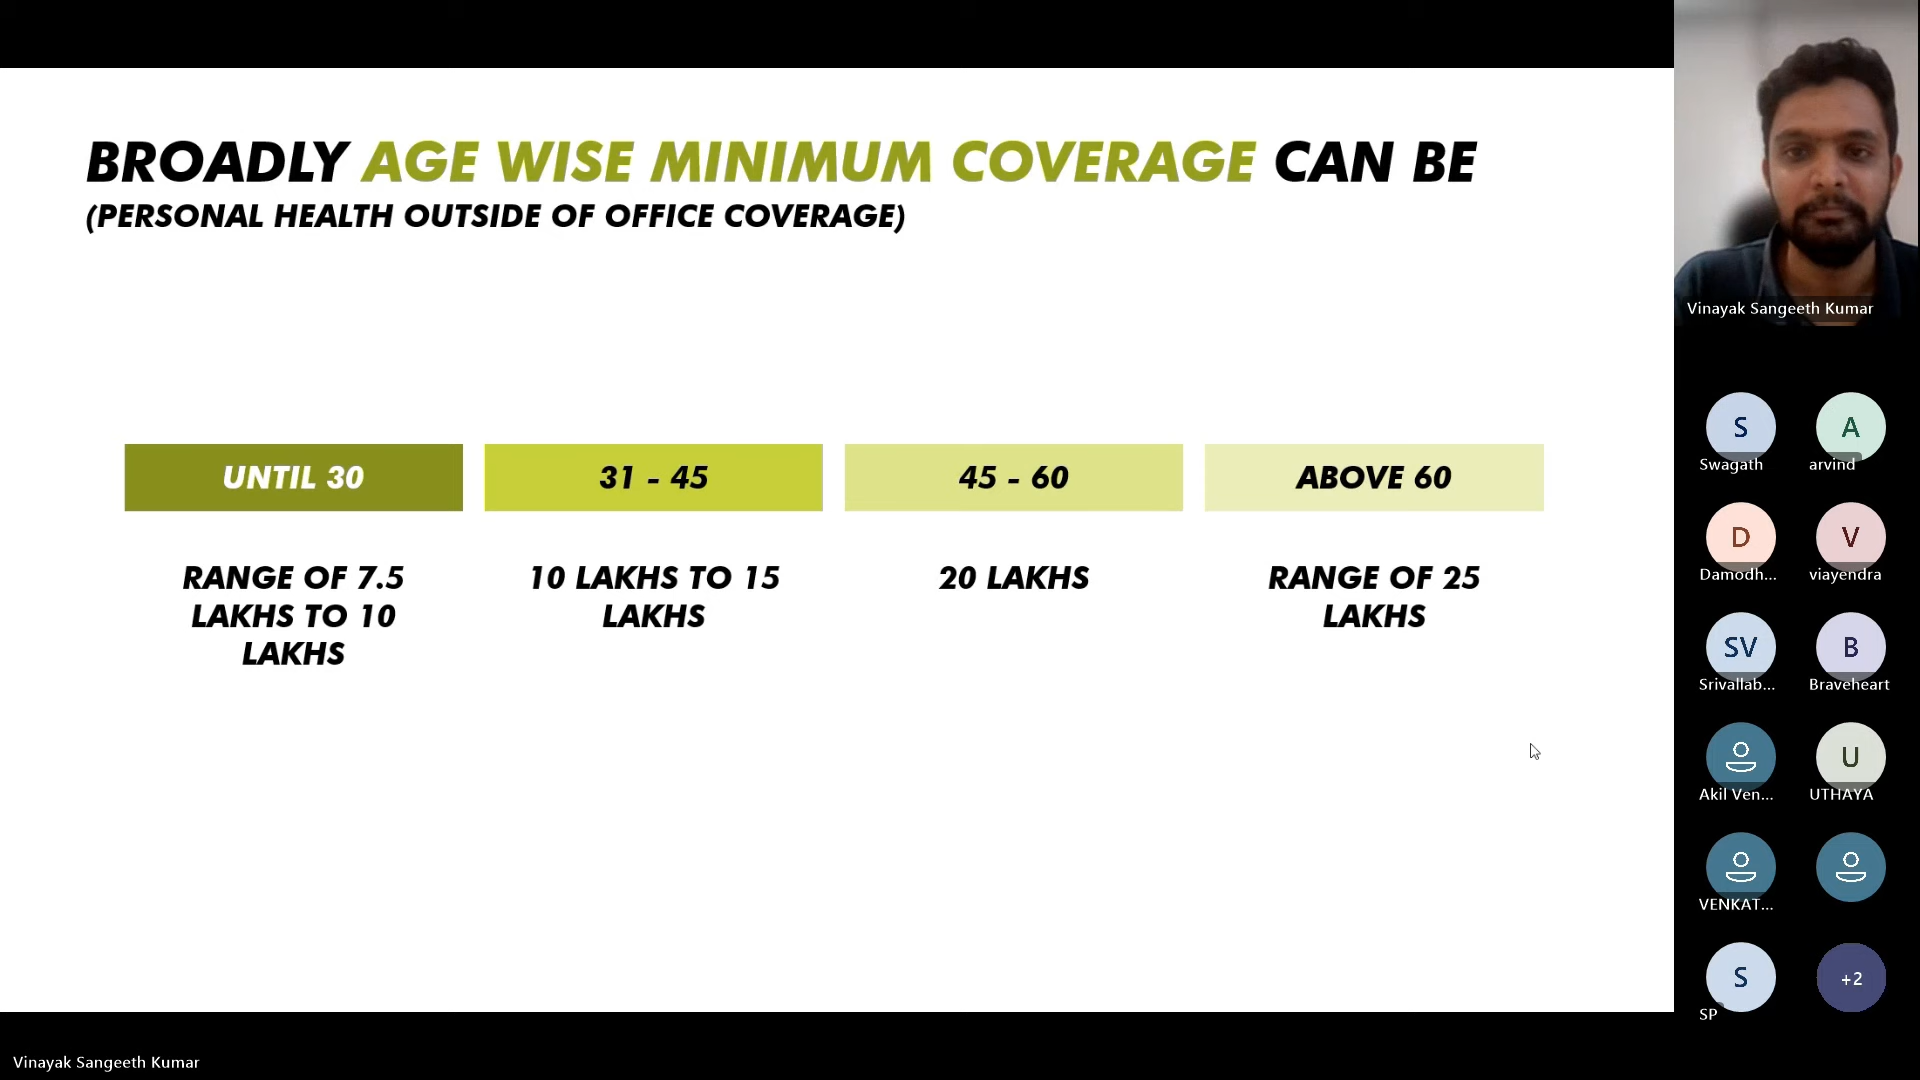 BROADLY AGE WISE MINIMUM COVERAGE CAN BE
(PERSONAL HEALTH OUTSIDE OF OFFICE COVERAGE)
UNTIL 30
RANGE OF 7.5
LAKHS TO 10
LAKHS
31 - 45
10 LAKHS TO 15
LAKHS
45 - 60
20 LAKHS
ABOVE 60
RANGE OF 25
LAKHS
Vinayak Sangeeth Kumar
S
Swagath
A
arvind
D
Damodh...
V
viayendra
SV
Srivallab...
B
Braveheart
Akil Ven...
U
UTHAYA
VENKAT...
S
SP
+2
Vinayak Sangeeth Kumar